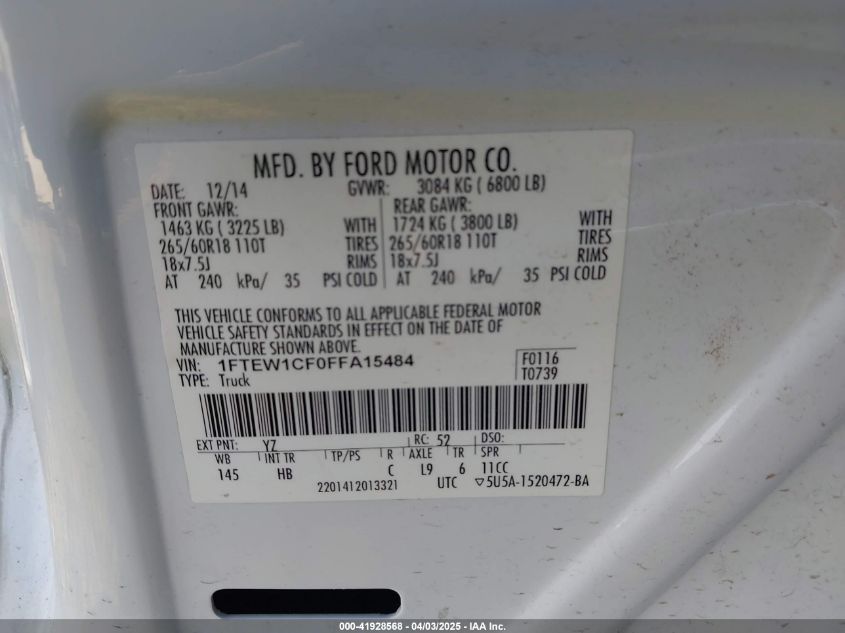 MFD. BY FORD MOTOR CO.
DATE: 12/14 GVWR: 3084 KG ( 6800 LB)
FRONT GAWR: REAR GAWR:
1463 KG ( 3225 LB) WITH 1724 KG ( 3800 LB) WITH
265/60R18 110T TIRES 265/60R18 110T TIRES
18x7.5J RIMS 18x7.5J RIMS
AT 240 kPa/ 35 PSI COLD AT 240 kPa/ 35 PSI COLD
THIS VEHICLE CONFORMS TO ALL APPLICABLE FEDERAL MOTOR
VEHICLE SAFETY STANDARDS IN EFFECT ON THE DATE OF
MANUFACTURE SHOWN ABOVE.
VIN: 1FTEW1CF0FFA15484 F0116
TYPE: Truck T0739
EXT PNT: YZ RC: 52 DSO:
WB INT TR TP/PS R AXLE TR SPR
145 HB C L9 6 11CC
2201412013321 UTC ▽5U5A-1520472-BA
000-41928568 - 04/03/2025 - IAA Inc.